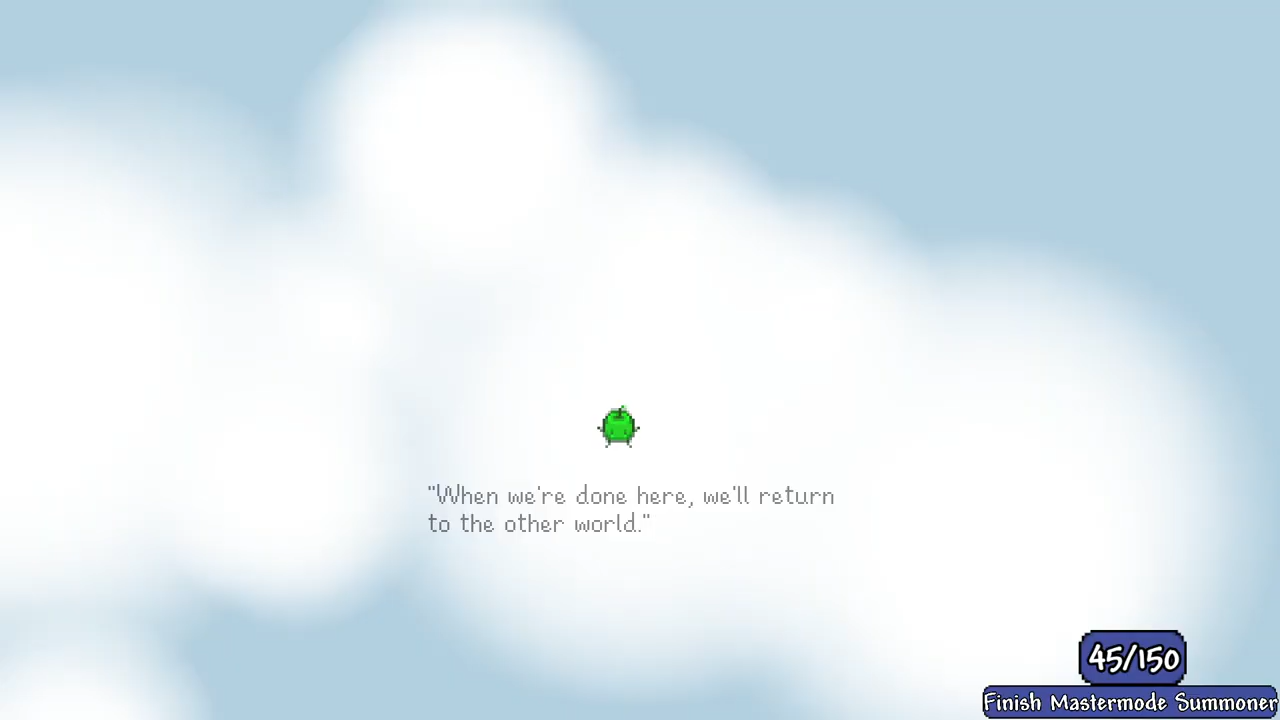 "When we're done here, we'll return
to the other world."
45/150
Finish Mastermode Summoner